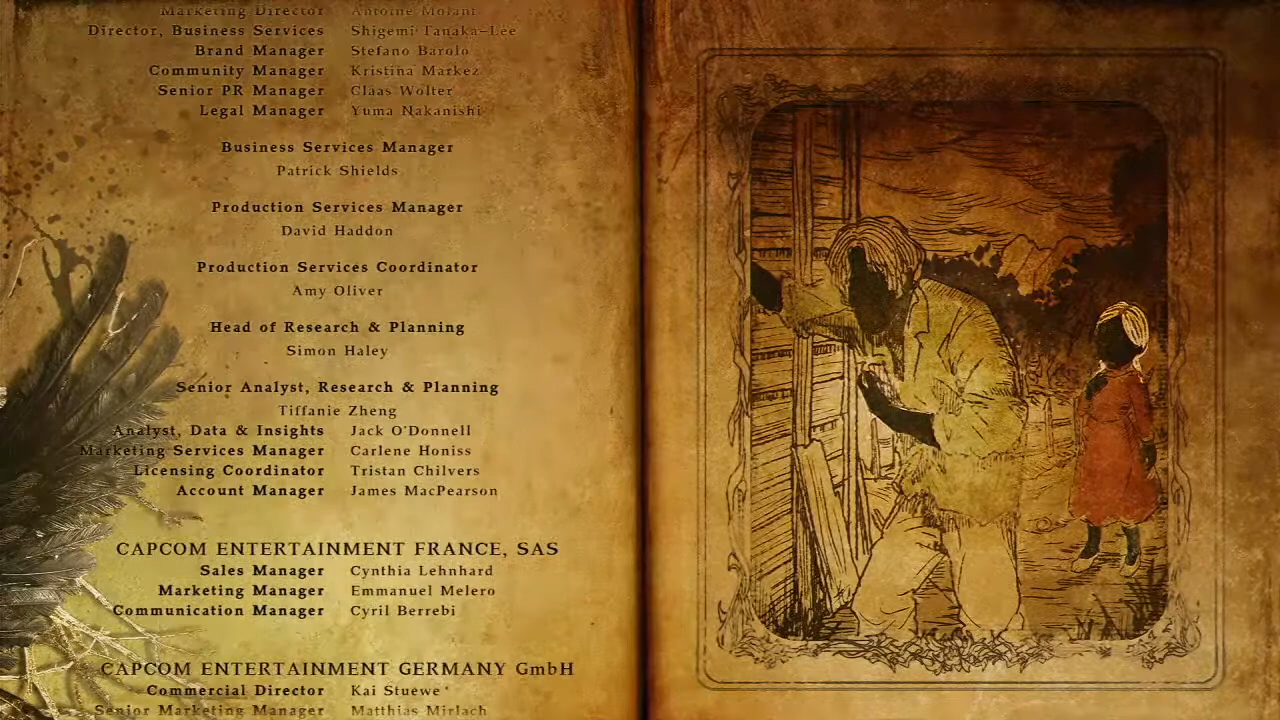 Marketing Director Antoine Molant
Director, Business Services Shigemi Tanaka-Lee
Brand Manager Stefano Barolo
Community Manager Kristina Markez
Senior PR Manager Claas Wolter
Legal Manager Yuma Nakanishi
Business Services Manager
Patrick Shields
Production Services Manager
David Haddon
Production Services Coordinator
Amy Oliver
Head of Research & Planning
Simon Haley
Senior Analyst, Research & Planning
Tiffanie Zheng
Analyst, Data & Insights Jack O'Donnell
Marketing Services Manager Carlene Honiss
Licensing Coordinator Tristan Chilvers
Account Manager James MacPearson
CAPCOM ENTERTAINMENT FRANCE, SAS
Sales Manager Cynthia Lehnhard
Marketing Manager Emmanuel Melero
Communication Manager Cyril Berrebi
CAPCOM ENTERTAINMENT GERMANY GmbH
Commercial Director Kai Stuewe
Senior Marketing Manager Matthias Mirlach